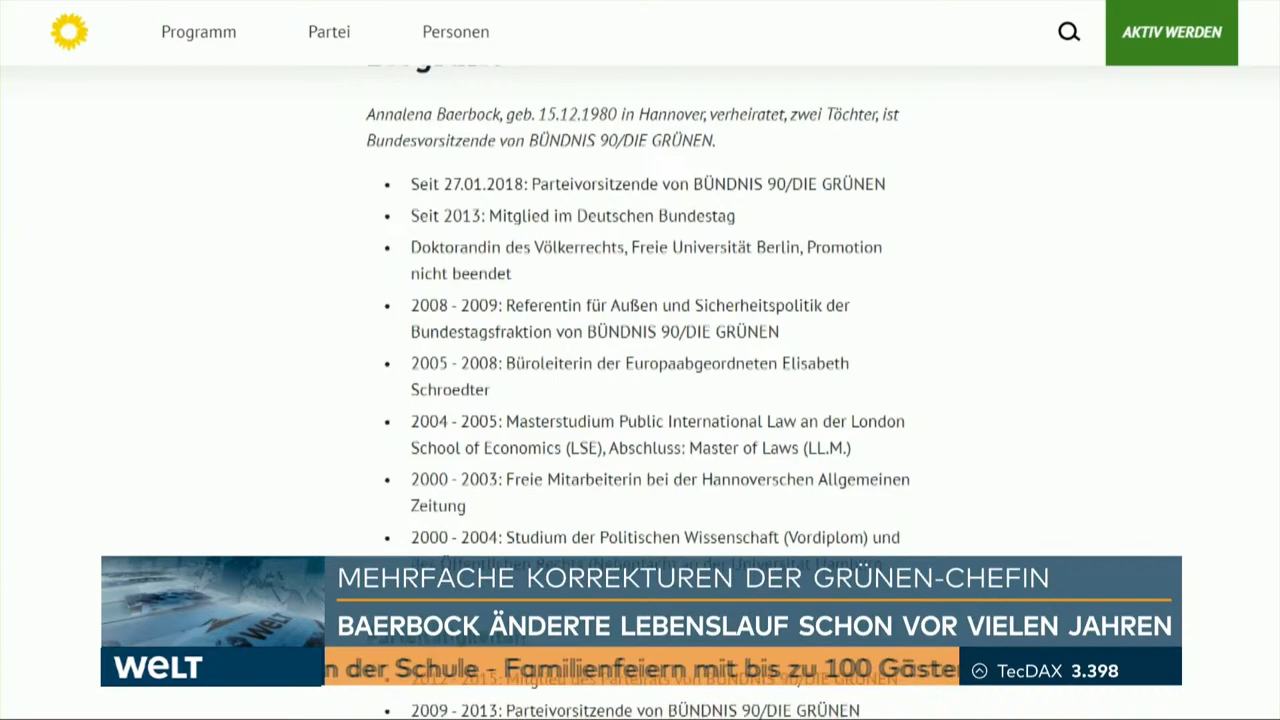 Programm Partei Personen AKTIV WERDEN
Annalena Baerbock, geb. 15.12.1980 in Hannover, verheiratet, zwei Töchter, ist
Bundesvorsitzende von BÜNDNIS 90/DIE GRÜNEN.
• Seit 27.01.2018: Parteivorsitzende von BÜNDNIS 90/DIE GRÜNEN
• Seit 2013: Mitglied im Deutschen Bundestag
• Doktorandin des Völkerrechts, Freie Universität Berlin, Promotion
nicht beendet
• 2008 - 2009: Referentin für Außen und Sicherheitspolitik der
Bundestagsfraktion von BÜNDNIS 90/DIE GRÜNEN
• 2005 - 2008: Büroleiterin der Europaabgeordneten Elisabeth
Schroedter
• 2004 - 2005: Masterstudium Public International Law an der London
School of Economics (LSE), Abschluss: Master of Laws (LL.M.)
• 2000 - 2003: Freie Mitarbeiterin bei der Hannoverschen Allgemeinen
Zeitung
• 2000 - 2004: Studium der Politischen Wissenschaft (Vordiplom) und
MEHRFACHE KORREKTUREN DER GRÜNEN-CHEFIN
BAERBOCK ÄNDERTE LEBENSLAUF SCHON VOR VIELEN JAHREN
WELT
n der Schule - Familienfeiern mit bis zu 100 Gäste
TecDAX 3.398
• 2009 - 2013: Parteivorsitzende von BÜNDNIS 90/DIE GRÜNEN